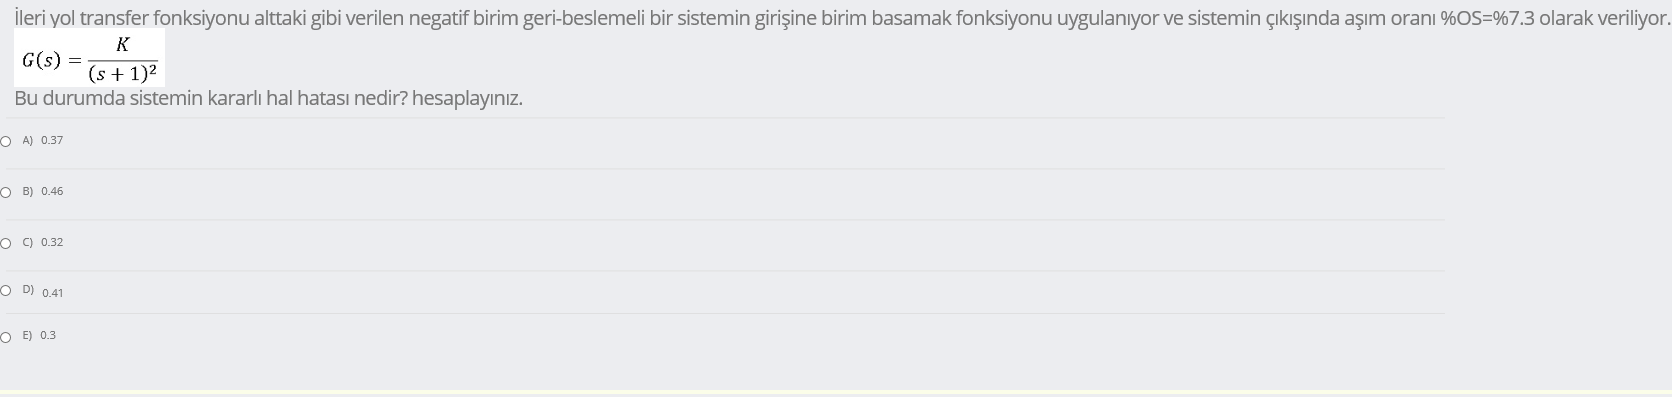 İleri yol transfer fonksiyonu alttaki gibi verilen negatif birim geri-beslemeli bir sistemin girişine birim basamak fonksiyonu uygulanıyor ve sistemin çıkışında aşım oranı %OS=%7.3 olarak veriliyor.
G(s) = K / (s + 1)²
Bu durumda sistemin kararlı hal hatası nedir? hesaplayınız.
A) 0.37
B) 0.46
C) 0.32
D) 0.41
E) 0.3